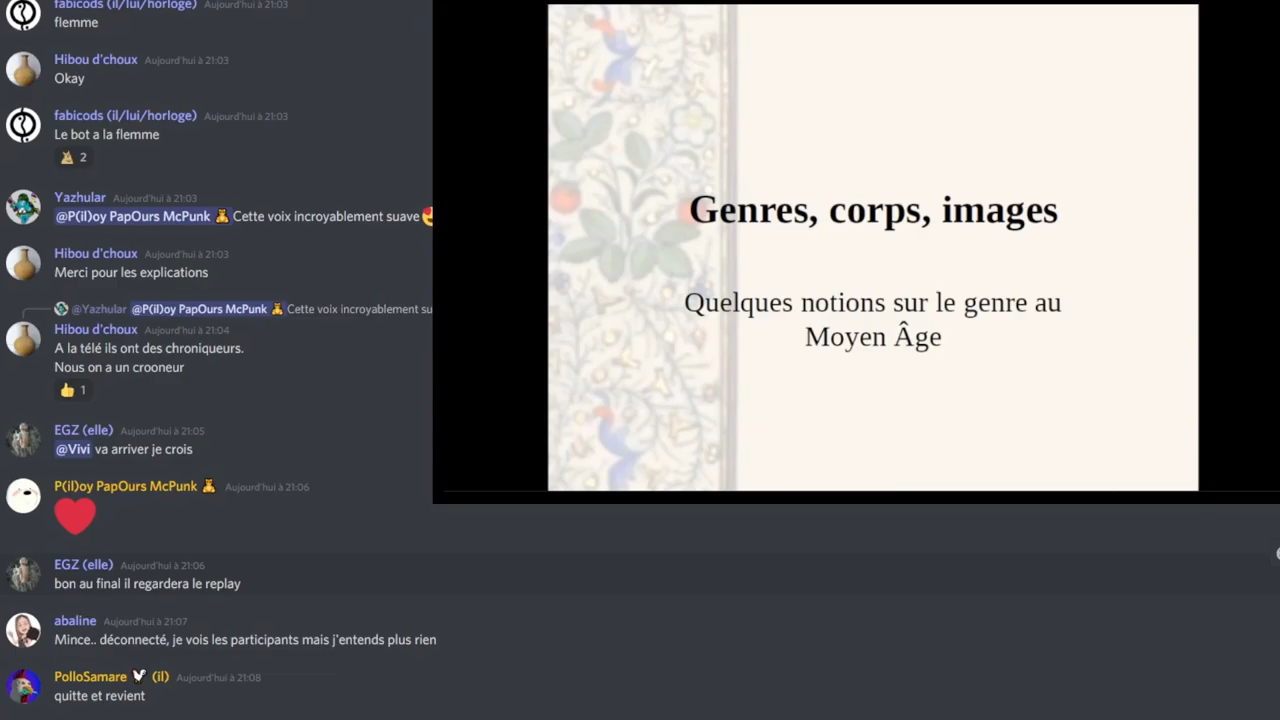 fabicods (il/lui/horloge) Aujourd'hui à 21:03
flemme
Hibou d'choux Aujourd'hui à 21:03
Okay
fabicods (il/lui/horloge) Aujourd'hui à 21:03
Le bot a la flemme
2
Yazhular Aujourd'hui à 21:03
@P(il)oy PapOurs McPunk 🧸 Cette voix incroyablement suave 😍
Hibou d'choux Aujourd'hui à 21:03
Merci pour les explications
@Yazhular @P(il)oy PapOurs McPunk 🧸 Cette voix incroyablement su
Hibou d'choux Aujourd'hui à 21:04
A la télé ils ont des chroniqueurs.
Nous on a un crooneur
👍 1
EGZ (elle) Aujourd'hui à 21:05
@Vivi va arriver je crois
P(il)oy PapOurs McPunk 🧸 Aujourd'hui à 21:06
❤️
EGZ (elle) Aujourd'hui à 21:06
bon au final il regardera le replay
abaline Aujourd'hui à 21:07
Mince.. déconnecté, je vois les participants mais j'entends plus rien
PolloSamare 🐓 (il) Aujourd'hui à 21:08
quitte et revient
Genres, corps, images
Quelques notions sur le genre au
Moyen Âge